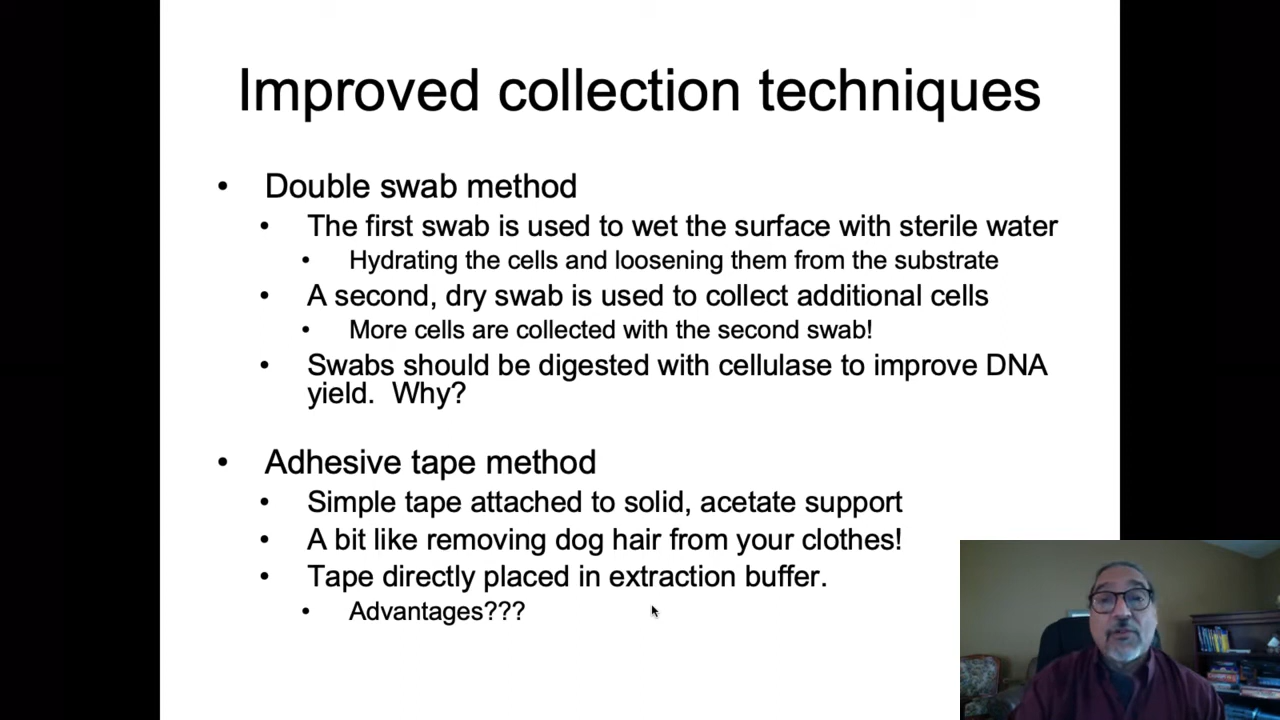 Improved collection techniques
• Double swab method
• The first swab is used to wet the surface with sterile water
• Hydrating the cells and loosening them from the substrate
• A second, dry swab is used to collect additional cells
• More cells are collected with the second swab!
• Swabs should be digested with cellulase to improve DNA
yield.  Why?
• Adhesive tape method
• Simple tape attached to solid, acetate support
• A bit like removing dog hair from your clothes!
• Tape directly placed in extraction buffer.
• Advantages???